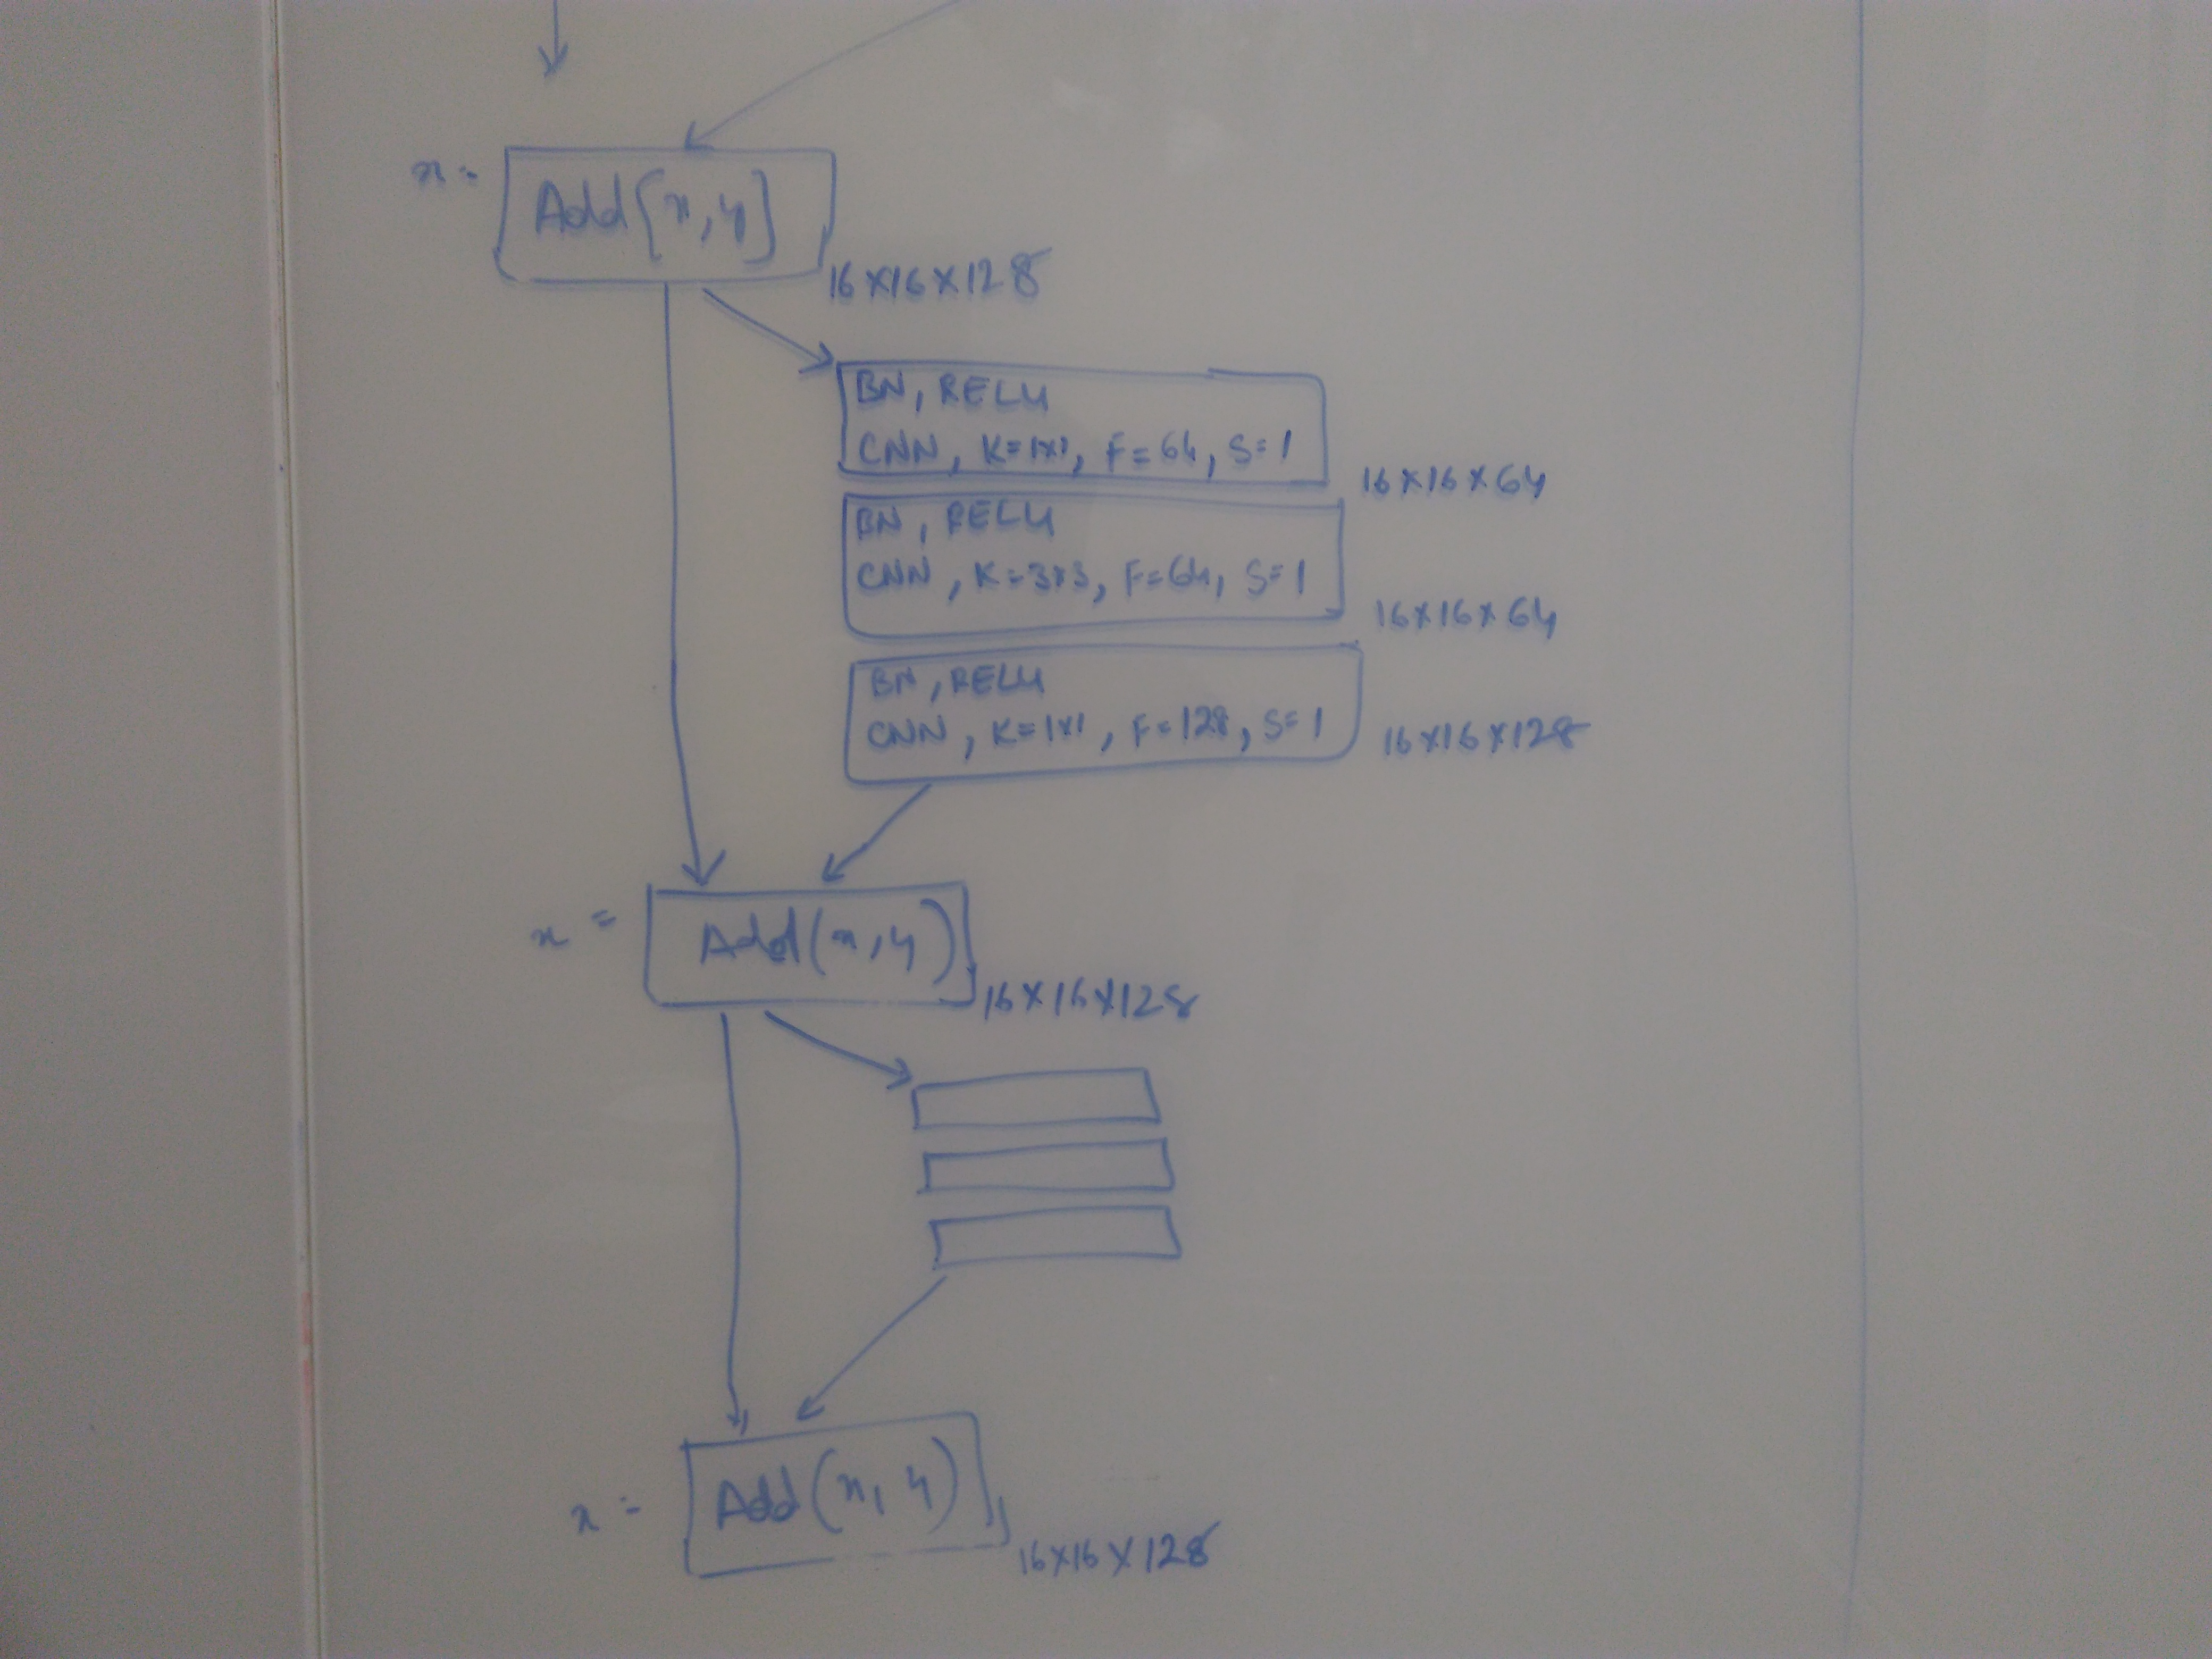 x =
Add[x, y]
16x16x128
BN, RELU
CNN, K=1x1, F=64, S=1
16x16x64
BN, RELU
CNN, K=3x3, F=64, S=1
16x16x64
BN, RELU
CNN, K=1x1, F=128, S=1
16x16x128
x =
Add(x, y)
16x16x128
x =
Add(x, y)
16x16x128